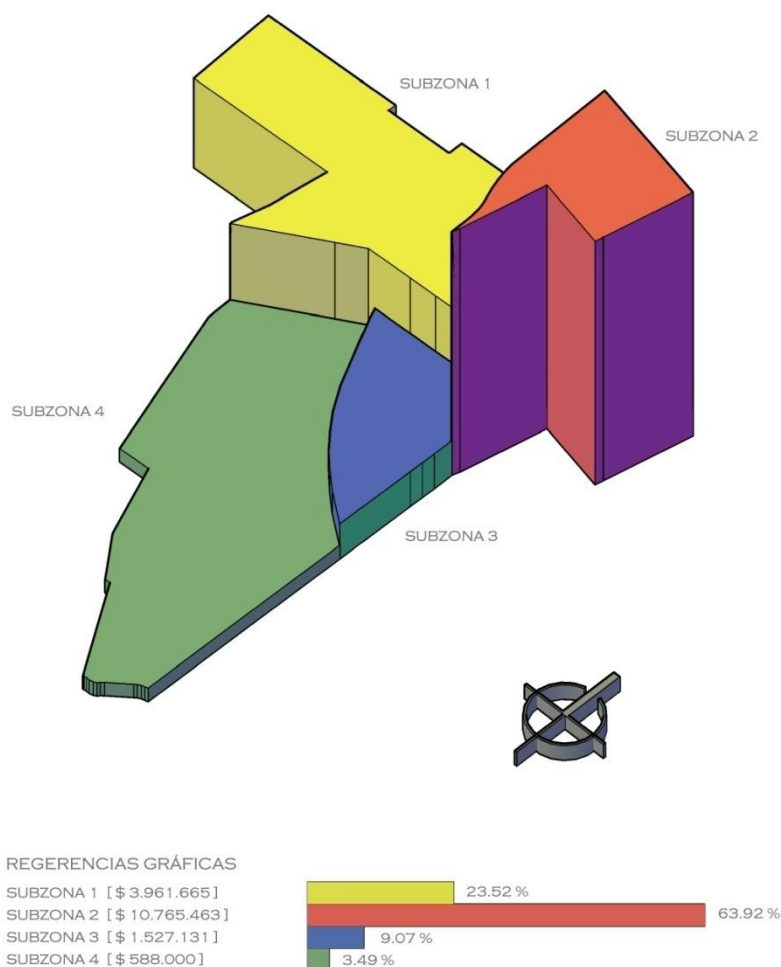 SUBZONA 1
SUBZONA 2
SUBZONA 4
SUBZONA 3
REGERENCIAS GRÁFICAS
SUBZONA 1 [ $ 3.961.665 ] 23.52 %
SUBZONA 2 [ $ 10.765.463 ] 63.92 %
SUBZONA 3 [ $ 1.527.131 ] 9.07 %
SUBZONA 4 [ $ 588.000 ] 3.49 %